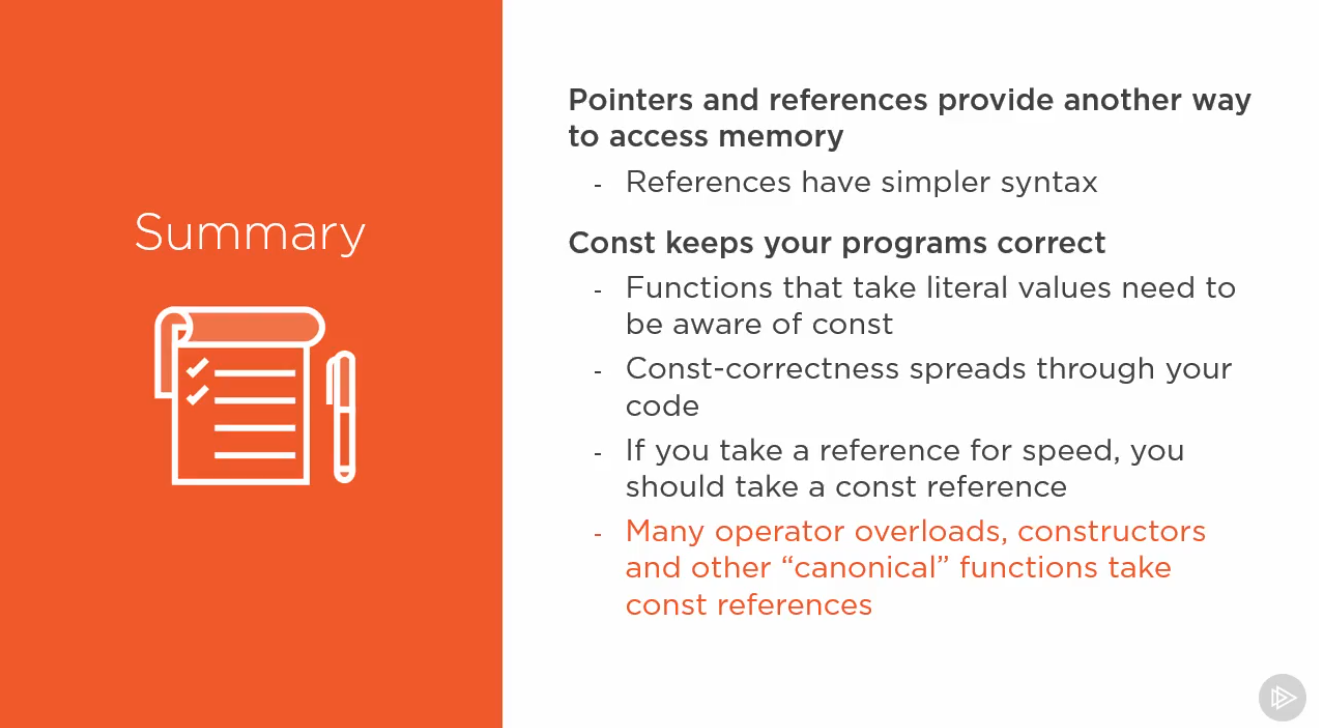 Summary
Pointers and references provide another way
to access memory
- References have simpler syntax
Const keeps your programs correct
- Functions that take literal values need to
be aware of const
- Const-correctness spreads through your
code
- If you take a reference for speed, you
should take a const reference
- Many operator overloads, constructors
and other “canonical” functions take
const references